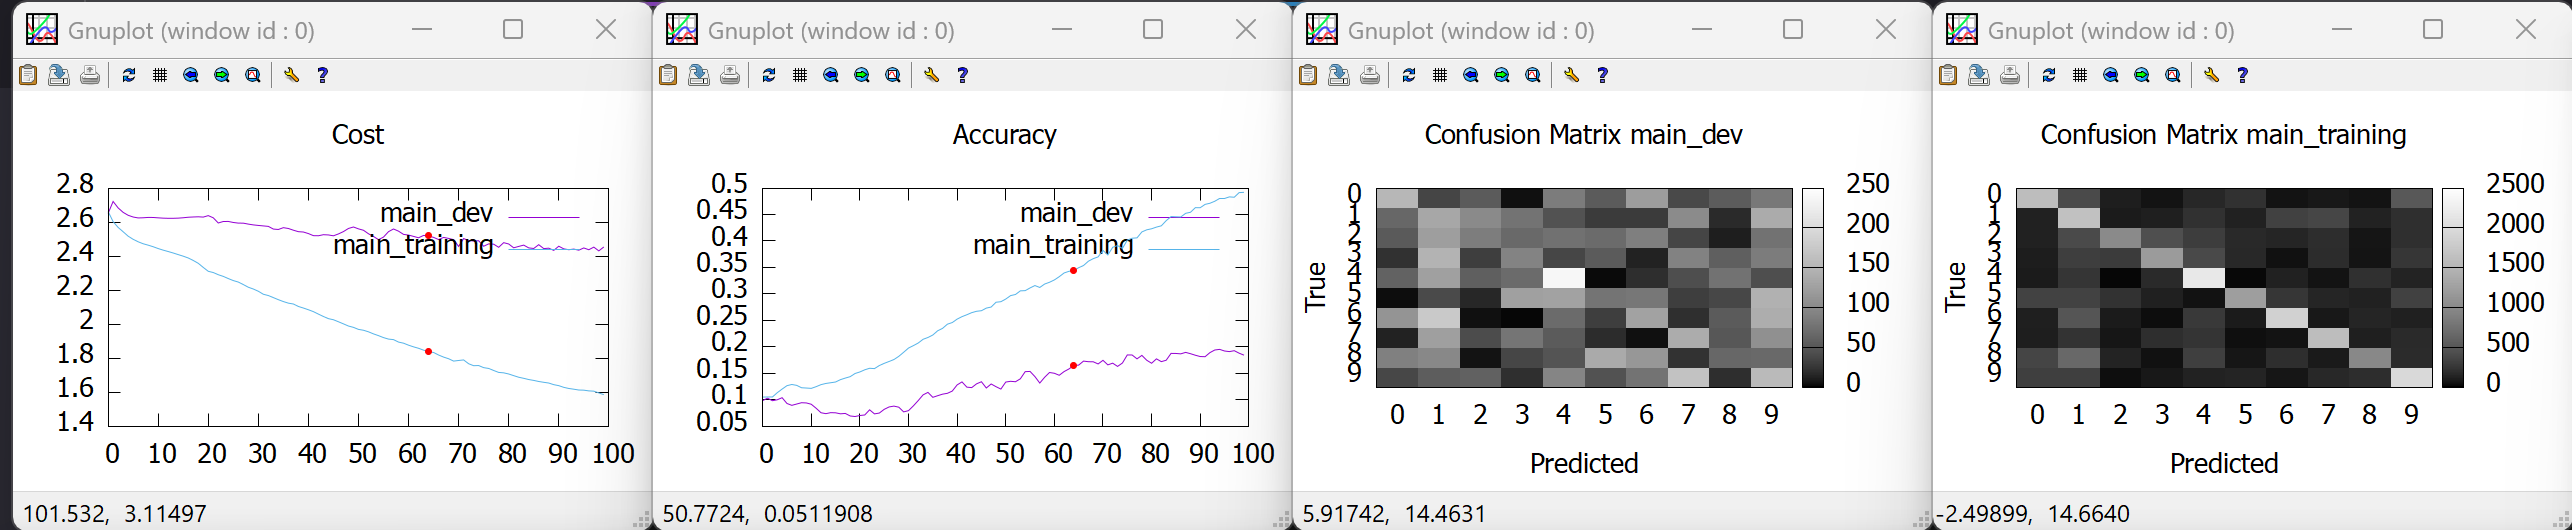 Gnuplot (window id : 0)
Cost
main_dev
main_training
2.8
2.6
2.4
2.2
2
1.8
1.6
1.4
0 10 20 30 40 50 60 70 80 90 100
101.532, 3.11497
Gnuplot (window id : 0)
Accuracy
main_dev
main_training
0.5
0.45
0.4
0.35
0.3
0.25
0.2
0.15
0.1
0.05
0 10 20 30 40 50 60 70 80 90 100
50.7724, 0.0511908
Gnuplot (window id : 0)
Confusion Matrix main_dev
True
0
1
2
3
4
5
6
7
8
9
0 1 2 3 4 5 6 7 8 9
Predicted
250
200
150
100
50
0
5.91742, 14.4631
Gnuplot (window id : 0)
Confusion Matrix main_training
True
0
1
2
3
4
5
6
7
8
9
0 1 2 3 4 5 6 7 8 9
Predicted
2500
2000
1500
1000
500
0
-2.49899, 14.6640